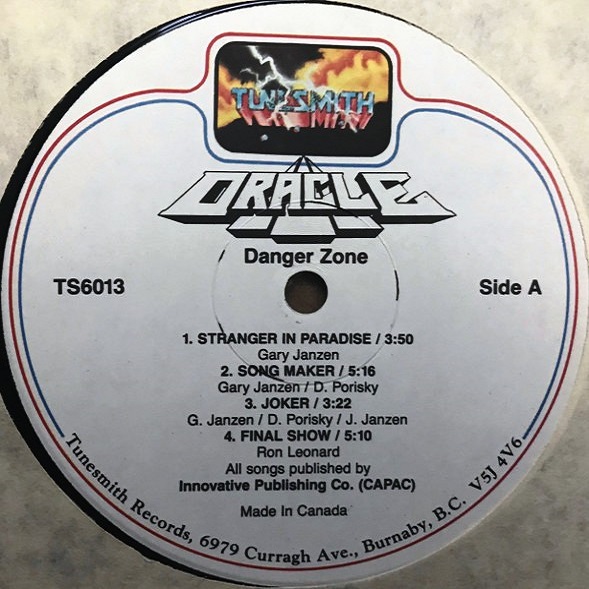 TUNESMITH
ORACLE
Danger Zone
TS6013
Side A
1. STRANGER IN PARADISE / 3:50
Gary Janzen
2. SONG MAKER / 5:16
Gary Janzen / D. Porisky
3. JOKER / 3:22
G. Janzen / D. Porisky / J. Janzen
4. FINAL SHOW / 5:10
Ron Leonard
All songs published by
Innovative Publishing Co. (CAPAC)
Made In Canada
Tunesmith Records, 6979 Curragh Ave., Burnaby, B.C. V5J 4V6